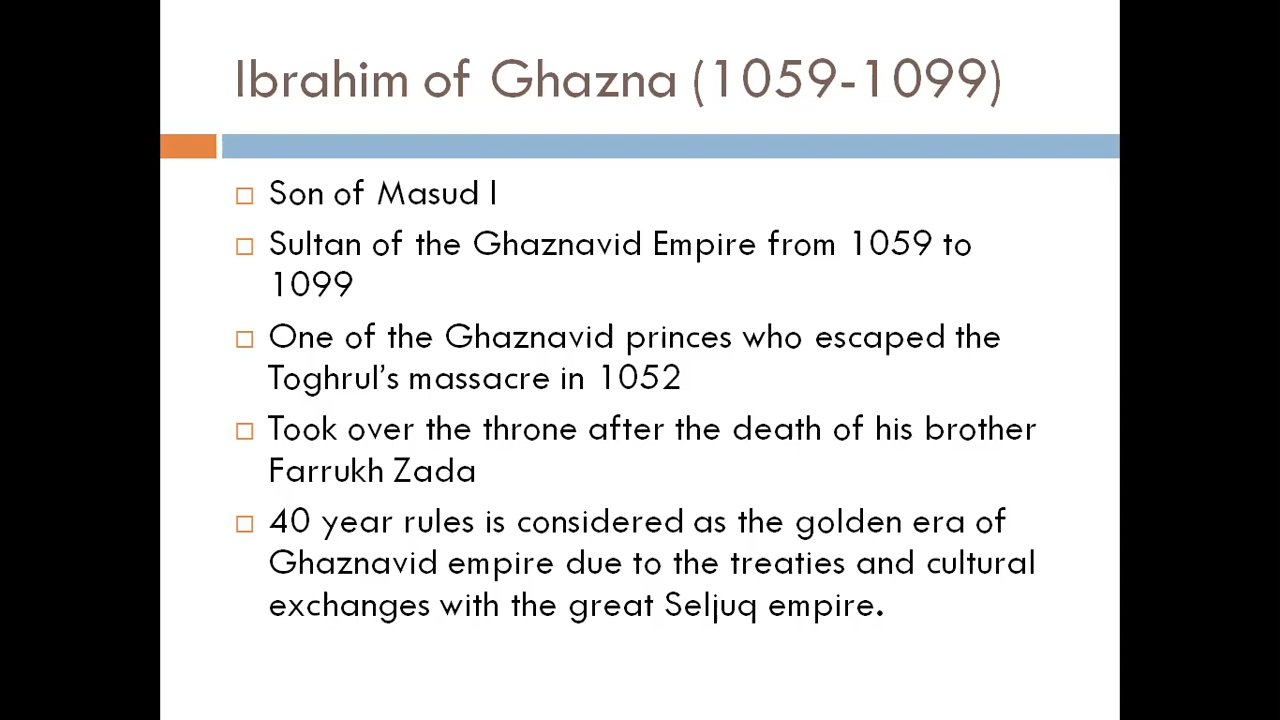 Ibrahim of Ghazna (1059-1099)
Son of Masud I
Sultan of the Ghaznavid Empire from 1059 to
1099
One of the Ghaznavid princes who escaped the
Toghrul's massacre in 1052
Took over the throne after the death of his brother
Farrukh Zada
40 year rules is considered as the golden era of
Ghaznavid empire due to the treaties and cultural
exchanges with the great Seljuq empire.